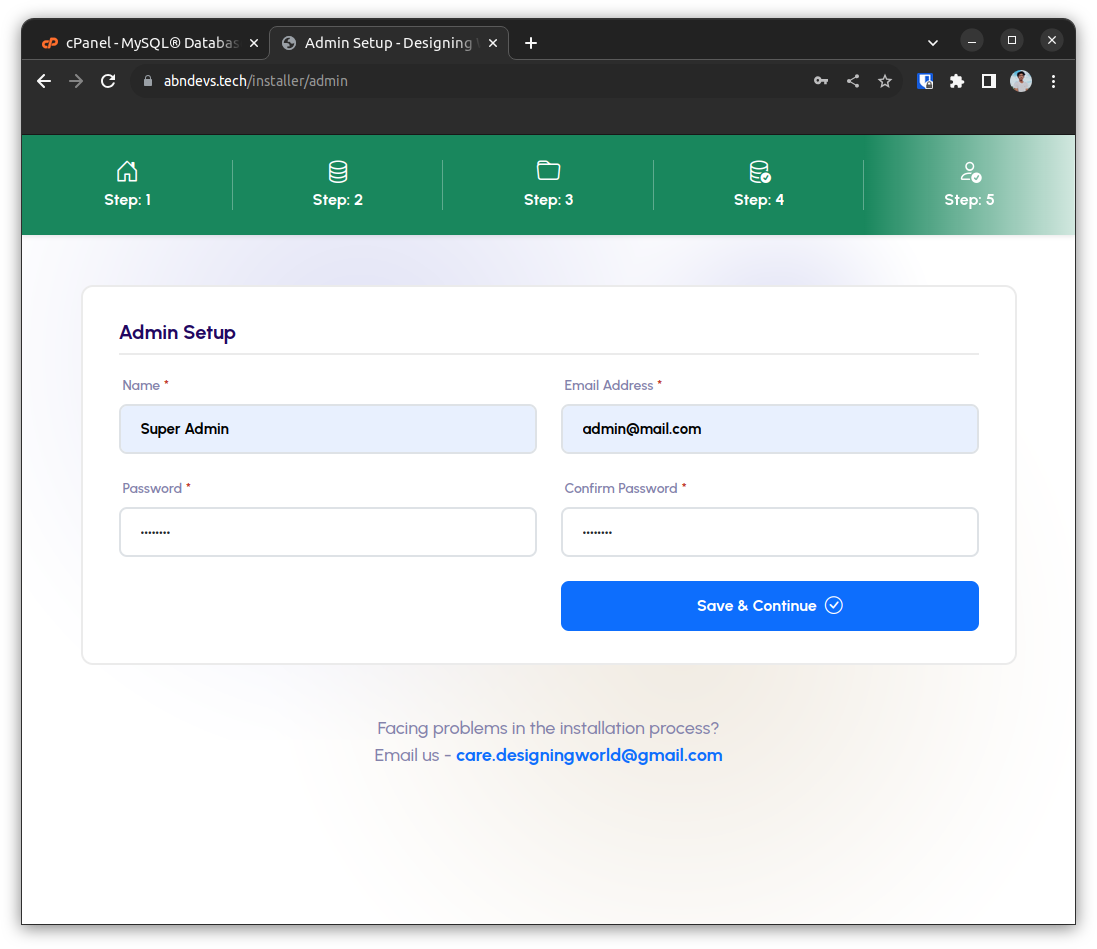 cPanel - MySQL® Databas
Admin Setup - Designing
abndevs.tech/installer/admin
Step: 1
Step: 2
Step: 3
Step: 4
Step: 5
Admin Setup
Name *
Email Address *
Super Admin
admin@mail.com
Password *
Confirm Password *
Save & Continue
Facing problems in the installation process?
Email us - care.designingworld@gmail.com